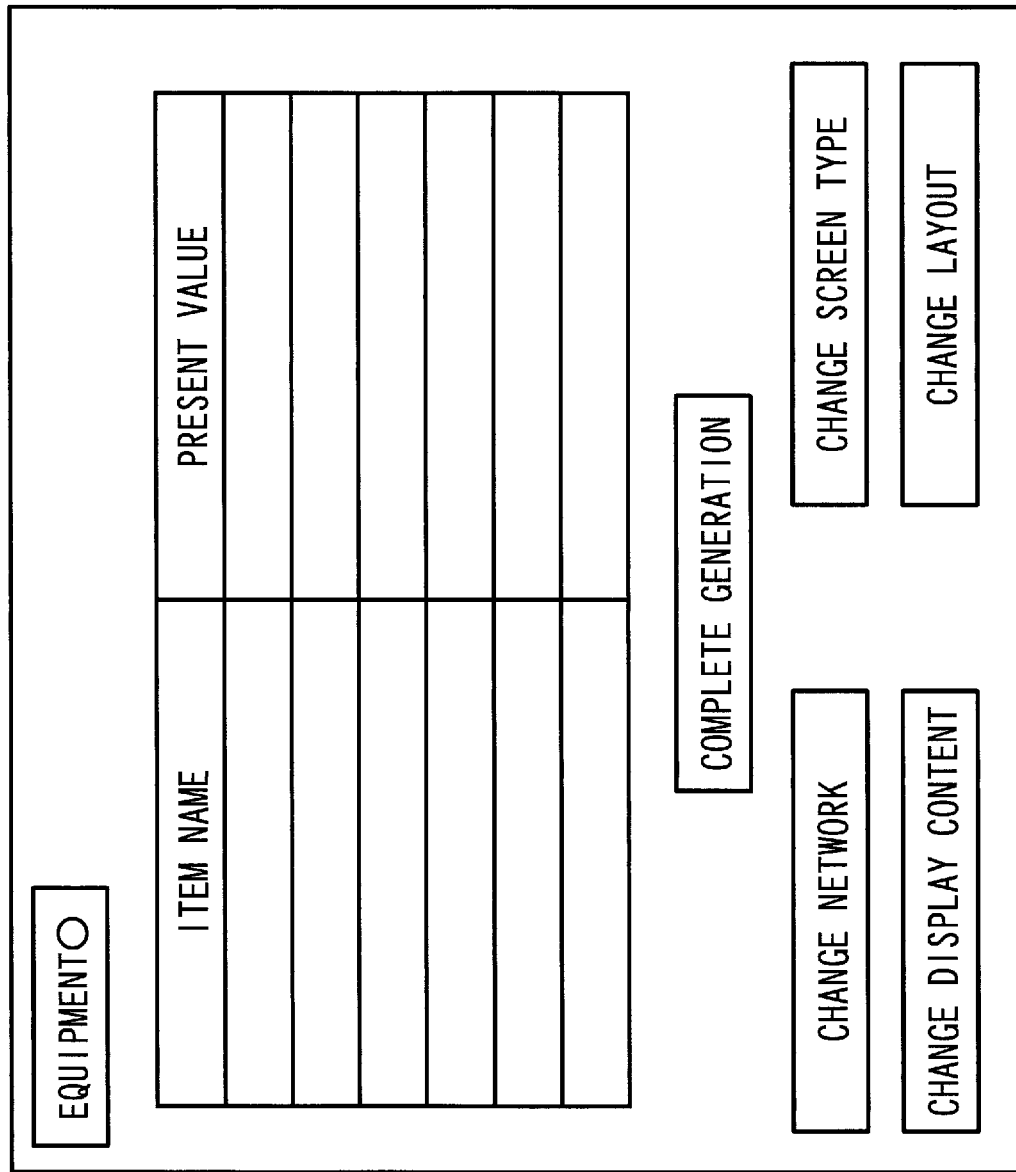 EQUIPMENT○
ITEM NAME PRESENT VALUE
COMPLETE GENERATION
CHANGE NETWORK CHANGE SCREEN TYPE
CHANGE DISPLAY CONTENT CHANGE LAYOUT